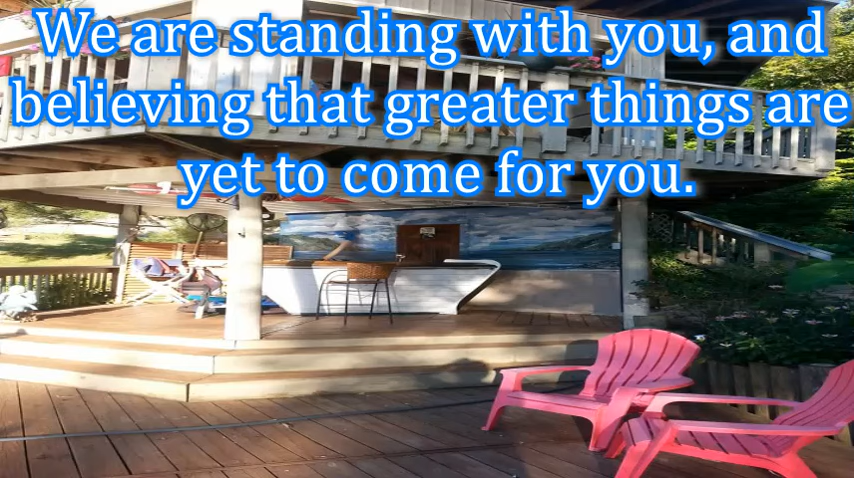 We are standing with you, and
believing that greater things are
yet to come for you.